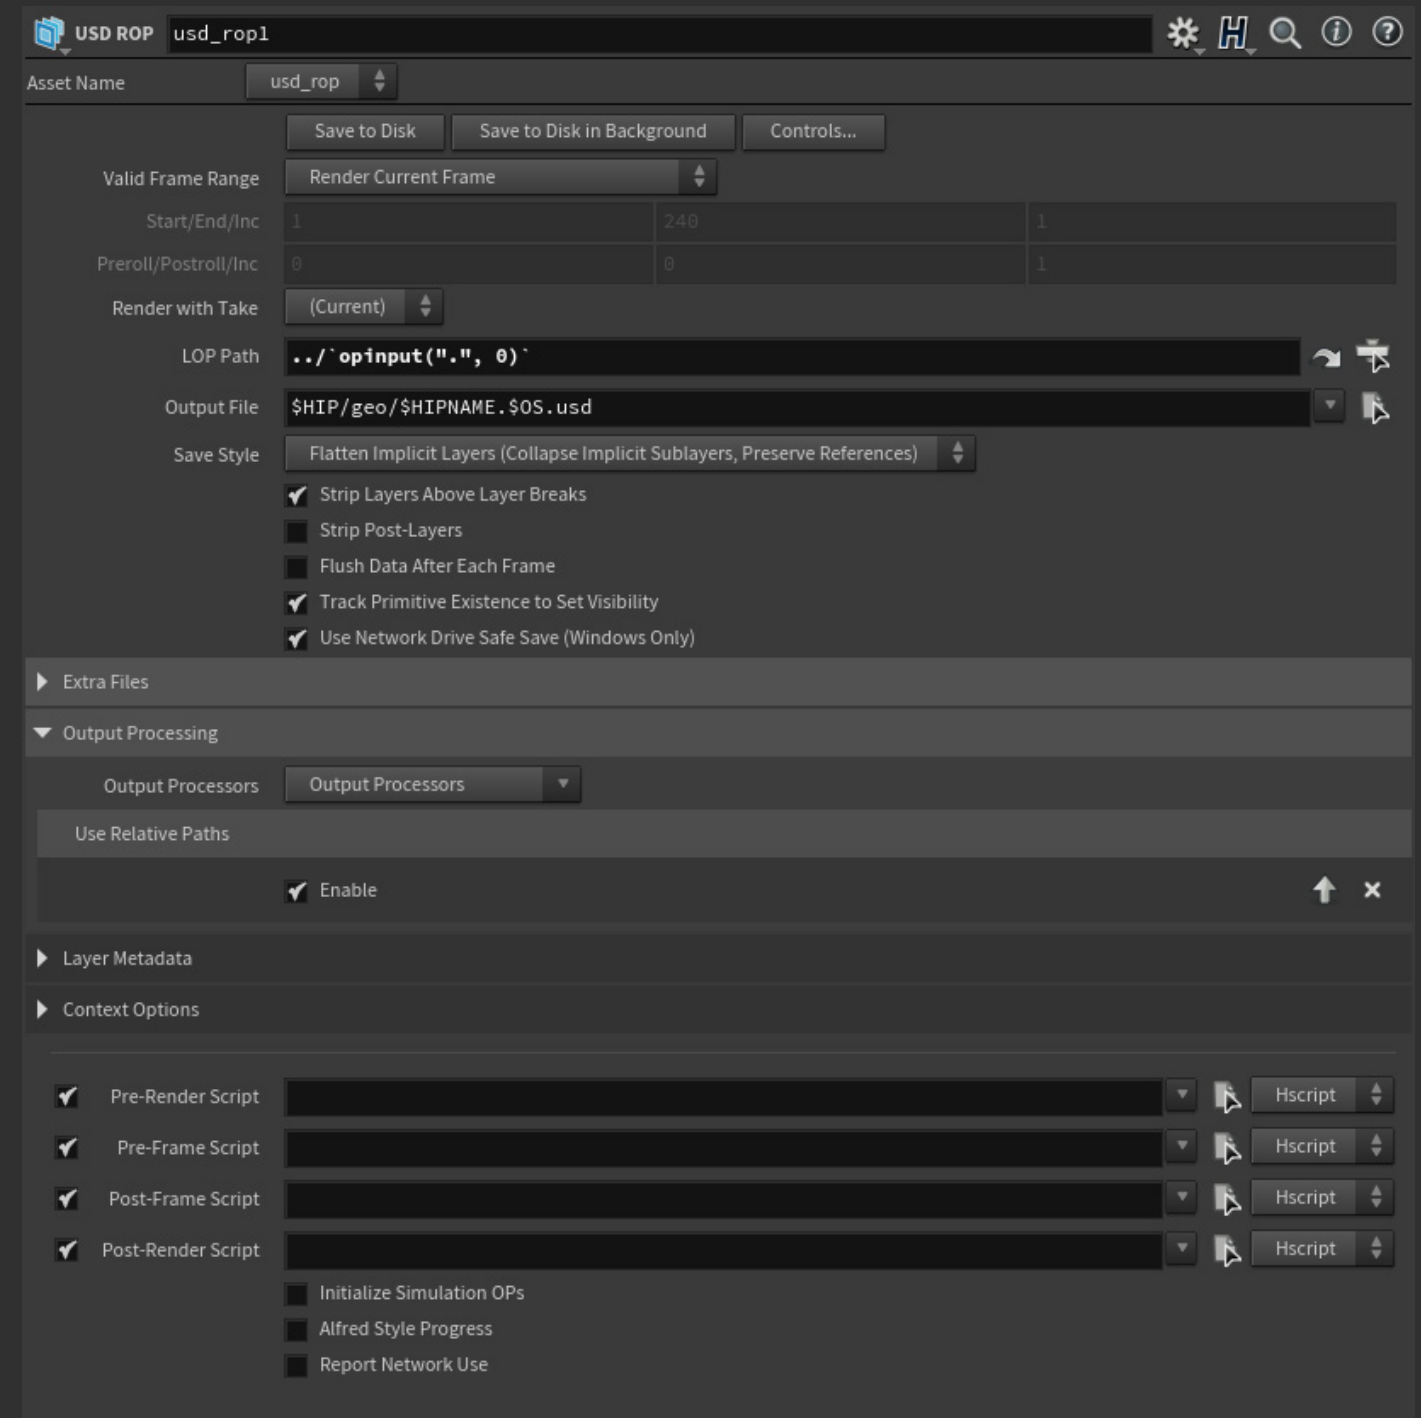 USD ROP usd_rop1
Asset Name usd_rop
Save to Disk Save to Disk in Background Controls...
Valid Frame Range Render Current Frame
Start/End/Inc 1 240 1
Preroll/Postroll/Inc 0 0 1
Render with Take (Current)
LOP Path ../`opinput(".", 0)`
Output File $HIP/geo/$HIPNAME.$OS.usd
Save Style Flatten Implicit Layers (Collapse Implicit Sublayers, Preserve References)
Strip Layers Above Layer Breaks
Strip Post-Layers
Flush Data After Each Frame
Track Primitive Existence to Set Visibility
Use Network Drive Safe Save (Windows Only)
Extra Files
Output Processing
Output Processors Output Processors
Use Relative Paths
Enable
Layer Metadata
Context Options
Pre-Render Script Hscript
Pre-Frame Script Hscript
Post-Frame Script Hscript
Post-Render Script Hscript
Initialize Simulation OPs
Alfred Style Progress
Report Network Use